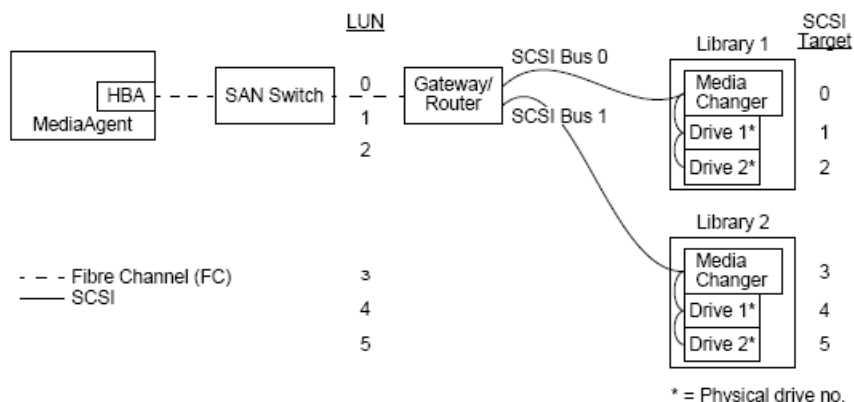 LUN
SCSI
Target
Library 1
SCSI Bus 0
Media
Changer
0
0
HBA
SAN Switch
Gateway/
Router
MediaAgent
1
SCSI Bus 1
Drive 1*
1
2
Drive 2*
2
Library 2
- - - Fibre Channel (FC)
SCSI
3
Media
Changer
3
4
Drive 1*
4
5
Drive 2*
5
* = Physical drive no.